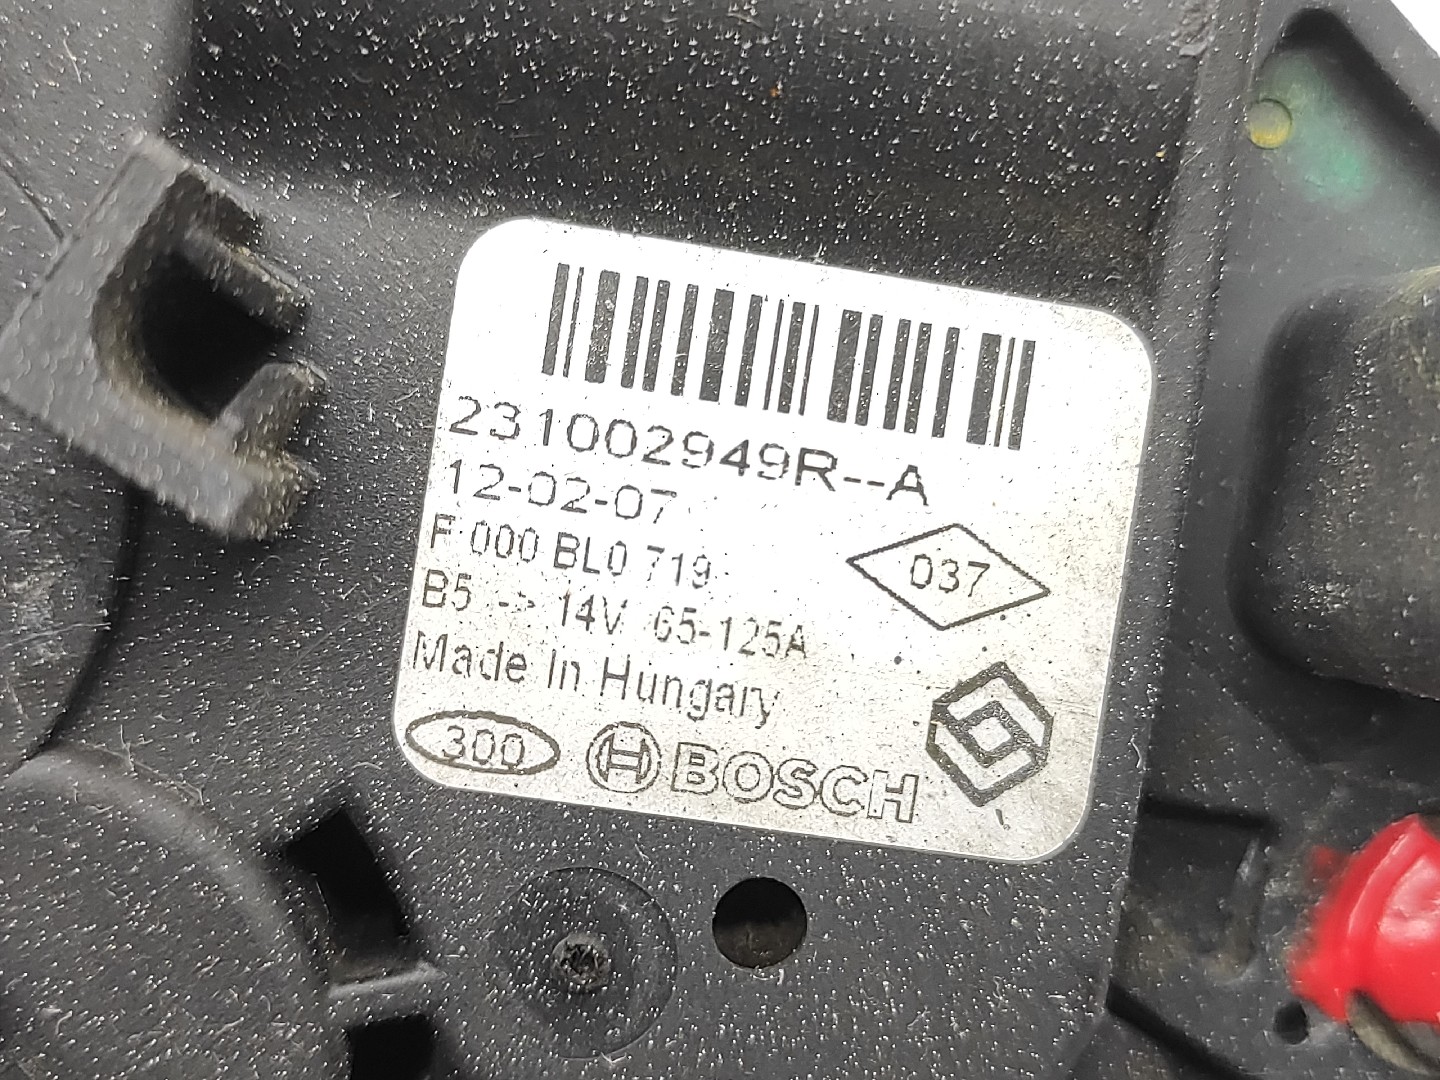 231002949R--A
12-02-07
F 000 BL0 719
037
B5 -> 14V 65-125A
Made In Hungary
300 BOSCH